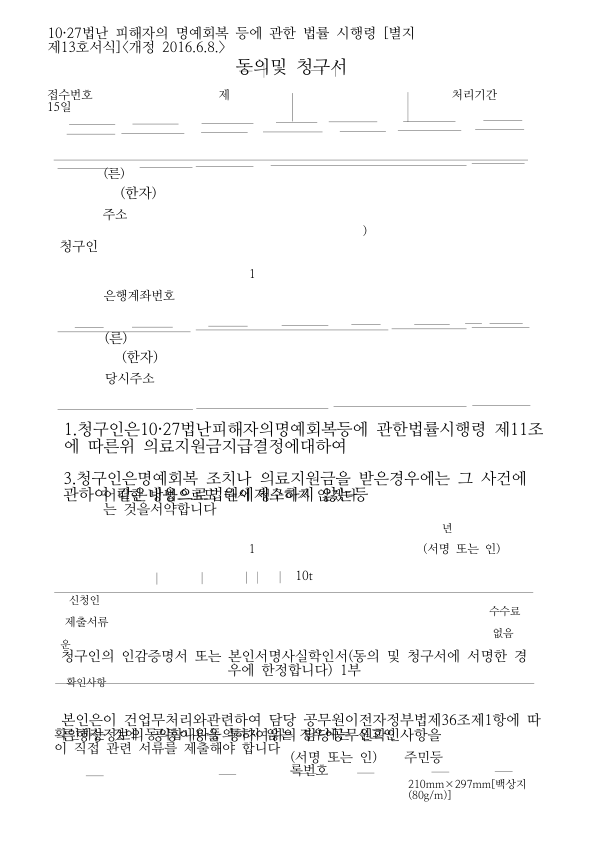 10·27법난 피해자의 명예회복 등에 관한 법률 시행령 [별지
제13호서식]<개정 2016.6.8.>
동의및 청구서
접수번호 제 처리기간
15일
(른)
(한자)
주소
)
청구인
1
은행계좌번호
(른)
(한자)
당시주소
1.청구인은10·27법난피해자의명예회복등에 관한법률시행령 제11조
에 따른위 의료지원금지급결정에대하여
3.청구인은명예회복 조치나 의료지원금을 받은경우에는 그 사건에
관하여
는 것을서약합니다
년
1 (서명 또는 인)
10t
신청인
수수료
제출서류
없음
운
청구인의 인감증명서 또는 본인서명사실학인서(동의 및 청구서에 서명한 경
우에 한정합니다) 1부
확인사항
본인은이 건업무처리와관련하여 담당 공무원이전자정부법제36조제1항에 따
이 직접 관련 서류를 제출해야 합니다
(서명 또는 인) 주민등
록번호
210mm×297mm[백상지
(80g/m)]